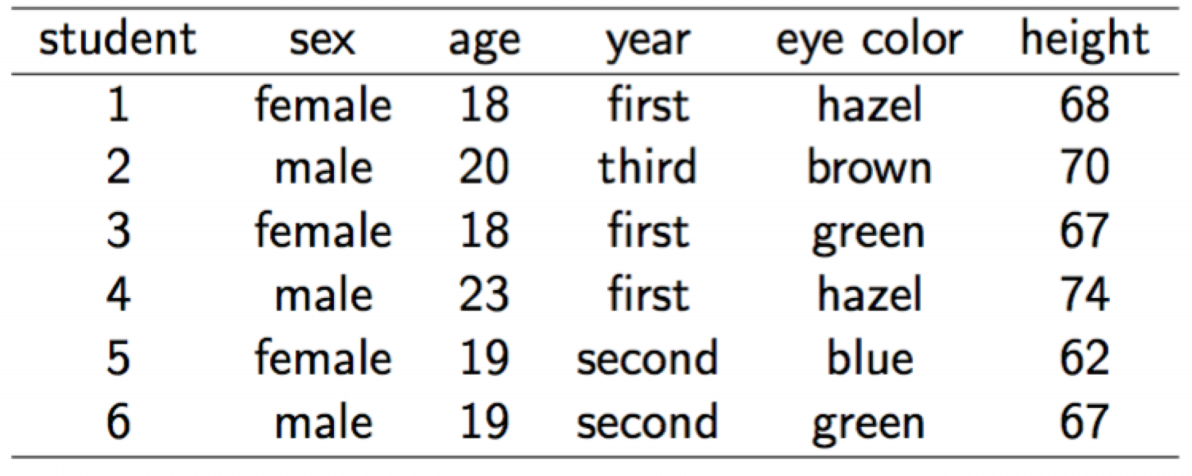 student sex age year eye color height
1 female 18 first hazel 68
2 male 20 third brown 70
3 female 18 first green 67
4 male 23 first hazel 74
5 female 19 second blue 62
6 male 19 second green 67